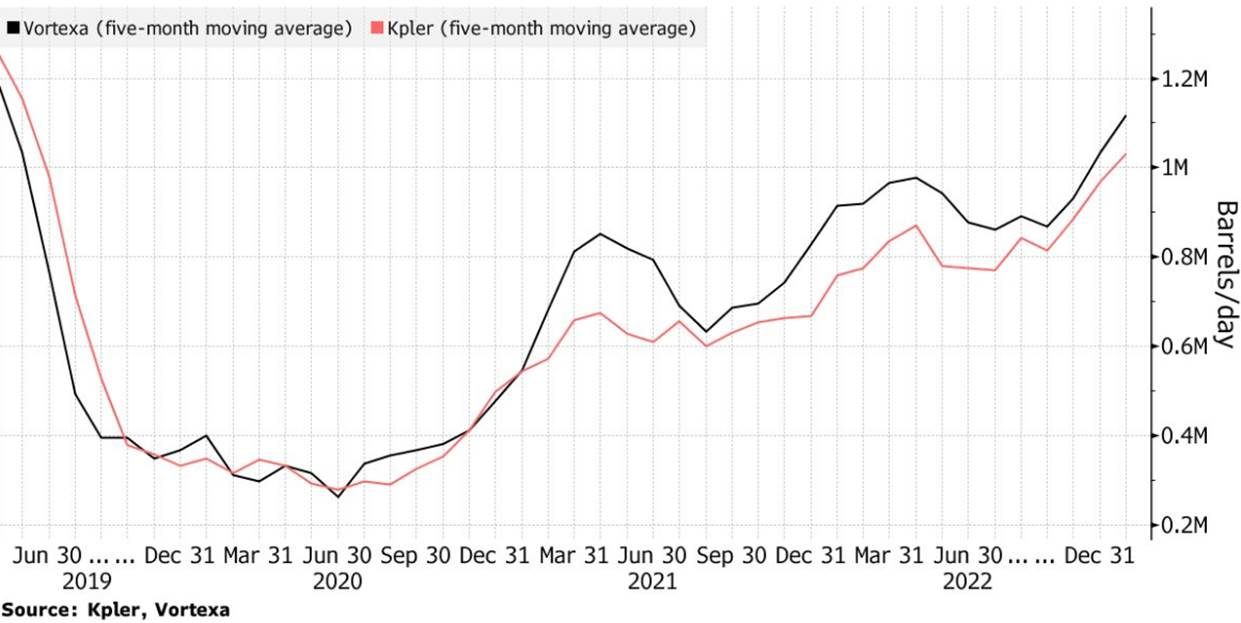 Vortexa (five-month moving average) Kpler (five-month moving average)
1.2M
1M
0.8M
0.6M
0.4M
0.2M
Barrels/day
Jun 30 ... ... Dec 31 Mar 31 Jun 30 Sep 30 Dec 31 Mar 31 Jun 30 Sep 30 Dec 31 Mar 31 Jun 30 ... ... Dec 31
2019 2020 2021 2022
Source: Kpler, Vortexa